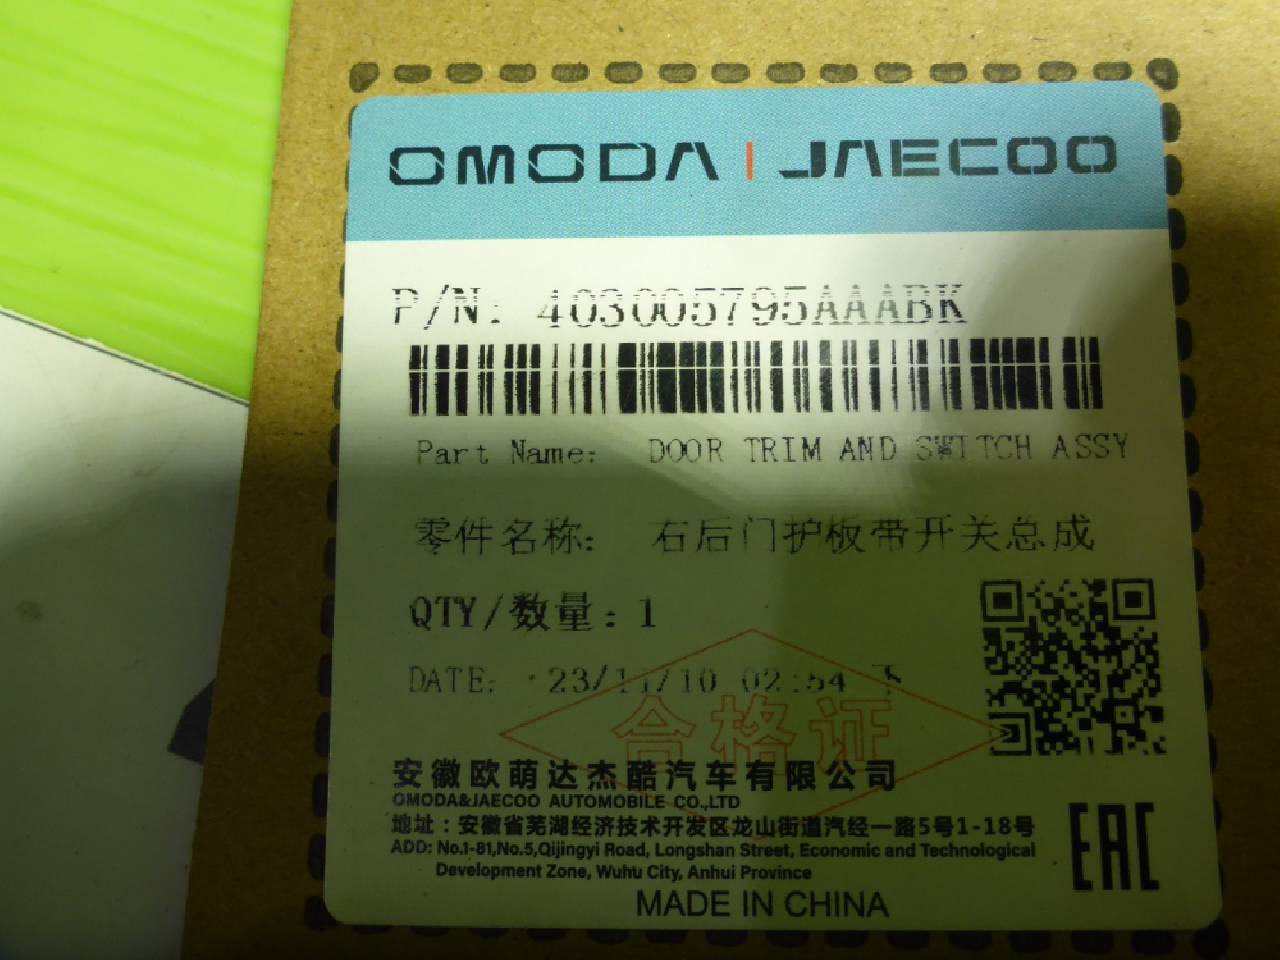 OMODA | JAECOO
P/N: 403005795AAABK
Part Name: DOOR TRIM AND SWITCH ASSY
零件名称: 右后门护板带开关总成
QTY/数量:1
DATE: 02:54 下
合格证
安徽欧萌达杰酷汽车有限公司
OMODA&JAECOO AUTOMOBILE CO.,LTD
地址:安徽省芜湖经济技术开发区龙山街道汽经一路5号1-18号
ADD: No.1-81,No.5,Qijingyi Road, Longshan Street, Economic and Technological
Development Zone, Wuhu City, Anhui Province
EAC
MADE IN CHINA